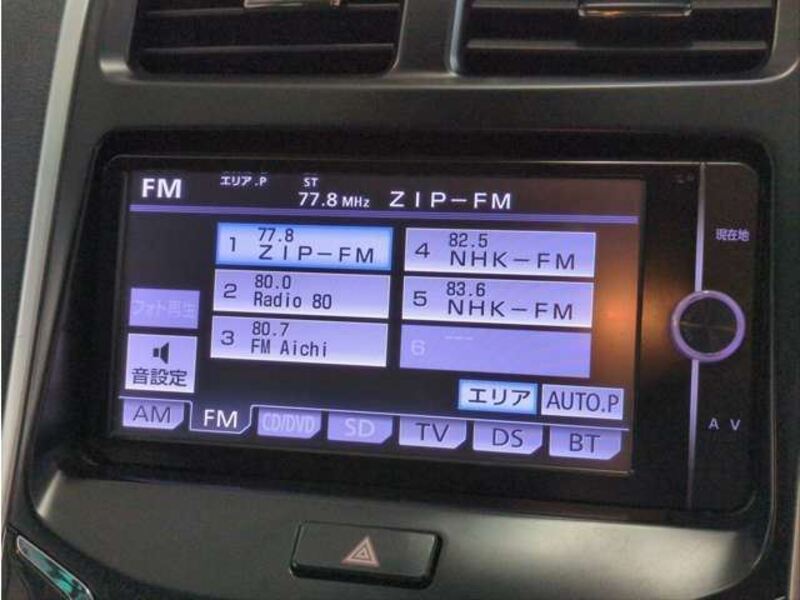 FM エリア.P ST 77.8 MHz ZIP-FM
現在地
1 77.8 ZIP-FM
4 82.5 NHK-FM
2 80.0 Radio 80
5 83.6 NHK-FM
フォト再生
3 80.7 FM Aichi
6 ---
音設定
エリア AUTO.P
AM FM CD/DVD SD TV DS BT
AV